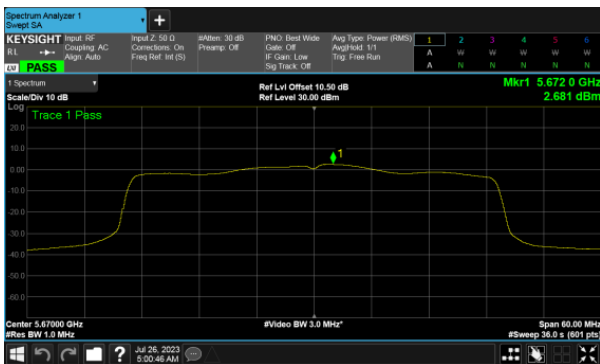 Spectrum Analyzer 1
Swept SA
+
KEYSIGHT
RL
PASS
Input: RF
Coupling: AC
Align: Auto
Input Z: 50 Ω
Corrections: On
Freq Ref: Int (S)
#Atten: 30 dB
Preamp: Off
PNO: Best Wide
Gate: Off
IF Gain: Low
Sig Track: Off
Avg Type: Power (RMS)
Avg|Hold: 1/1
Trig: Free Run
1 2 3 4 5 6
A W W W W W
A N N N N N
1 Spectrum
Scale/Div 10 dB
Log
Ref Lvl Offset 10.50 dB
Ref Level 30.00 dBm
Mkr1 5.672 0 GHz
2.681 dBm
Trace 1 Pass
1
20.0
10.0
0.00
-10.0
-20.0
-30.0
-40.0
-50.0
-60.0
Center 5.67000 GHz
#Res BW 1.0 MHz
#Video BW 3.0 MHz*
Span 60.00 MHz
#Sweep 36.0 s (601 pts)
?
Jul 26, 2023
5:00:46 AM